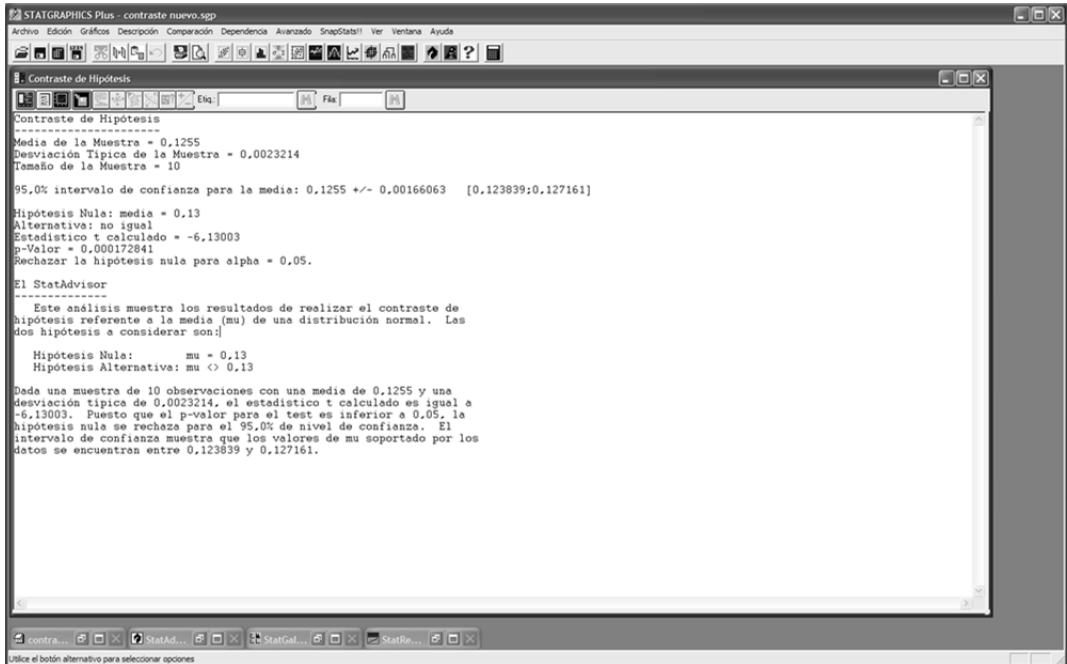 STATGRAPHICS Plus - contraste nuevo.sgp
Archivo Edición Gráficos Descripción Comparación Dependencia Avanzado SnapStats!! Ver Ventana Ayuda
Contraste de Hipótesis
Etiq.: Fila:
Contraste de Hipótesis
----------------------
Media de la Muestra = 0,1255
Desviación Típica de la Muestra = 0,0023214
Tamaño de la Muestra = 10
95,0% intervalo de confianza para la media: 0,1255 +/- 0,00166063 [0,123839;0,127161]
Hipótesis Nula: media = 0,13
Alternativa: no igual
Estadístico t calculado = -6,13003
p-Valor = 0,000172841
Rechazar la hipótesis nula para alpha = 0,05.
El StatAdvisor
--------------
Este análisis muestra los resultados de realizar el contraste de
hipótesis referente a la media (mu) de una distribución normal. Las
dos hipótesis a considerar son:
Hipótesis Nula: mu = 0,13
Hipótesis Alternativa: mu <> 0,13
Dada una muestra de 10 observaciones con una media de 0,1255 y una
desviación típica de 0,0023214, el estadístico t calculado es igual a
-6,13003. Puesto que el p-valor para el test es inferior a 0,05, la
hipótesis nula se rechaza para el 95,0% de nivel de confianza. El
intervalo de confianza muestra que los valores de mu soportado por los
datos se encuentran entre 0,123839 y 0,127161.
contra... StatAd... StatGal... StatRe...
Utilice el botón alternativo para seleccionar opciones